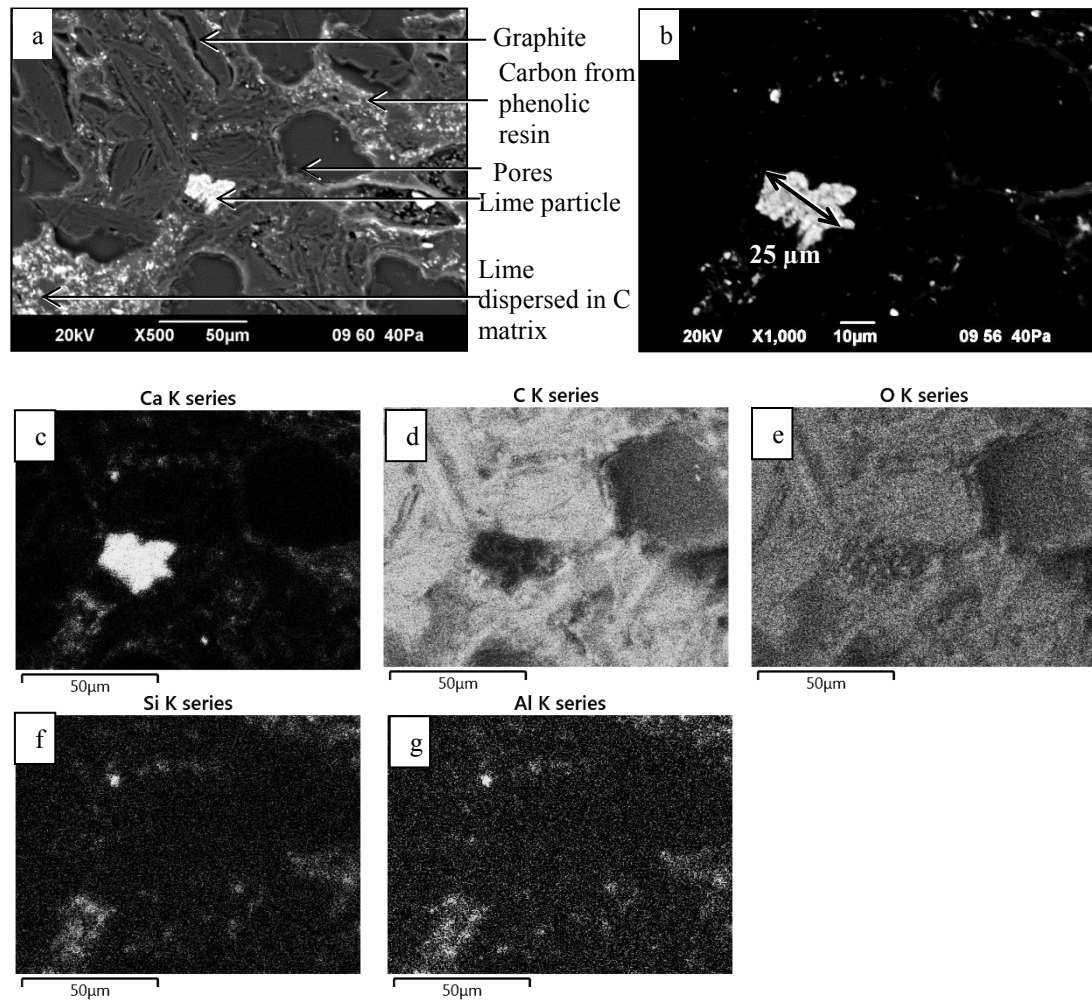 a
Graphite
Carbon from
phenolic
resin
Pores
Lime particle
Lime
dispersed in C
matrix
20kV X500 50µm 09 60 40Pa
b
25 µm
20kV X1,000 10µm 09 56 40Pa
Ca K series
c
50µm
C K series
d
50µm
O K series
e
50µm
Si K series
f
50µm
Al K series
g
50µm